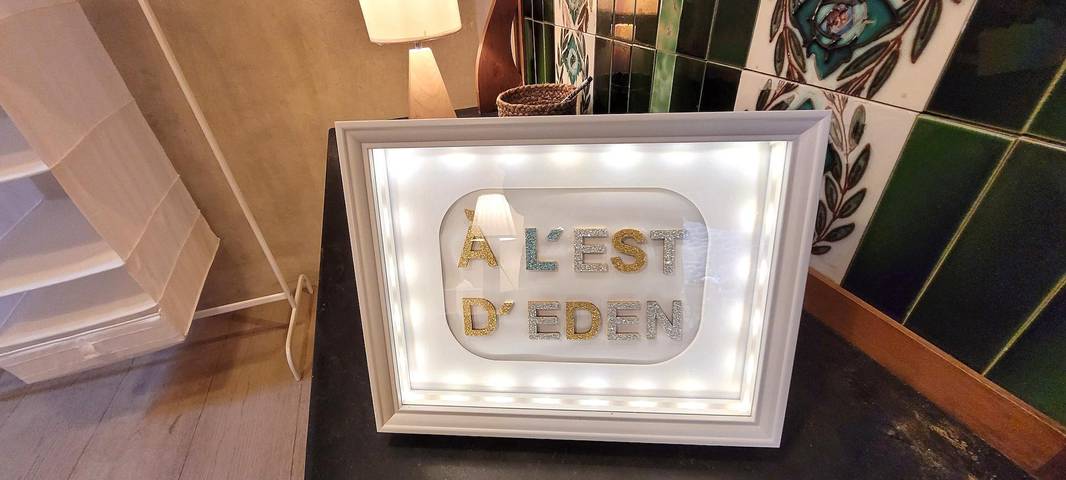 À L'EST
D'EDEN